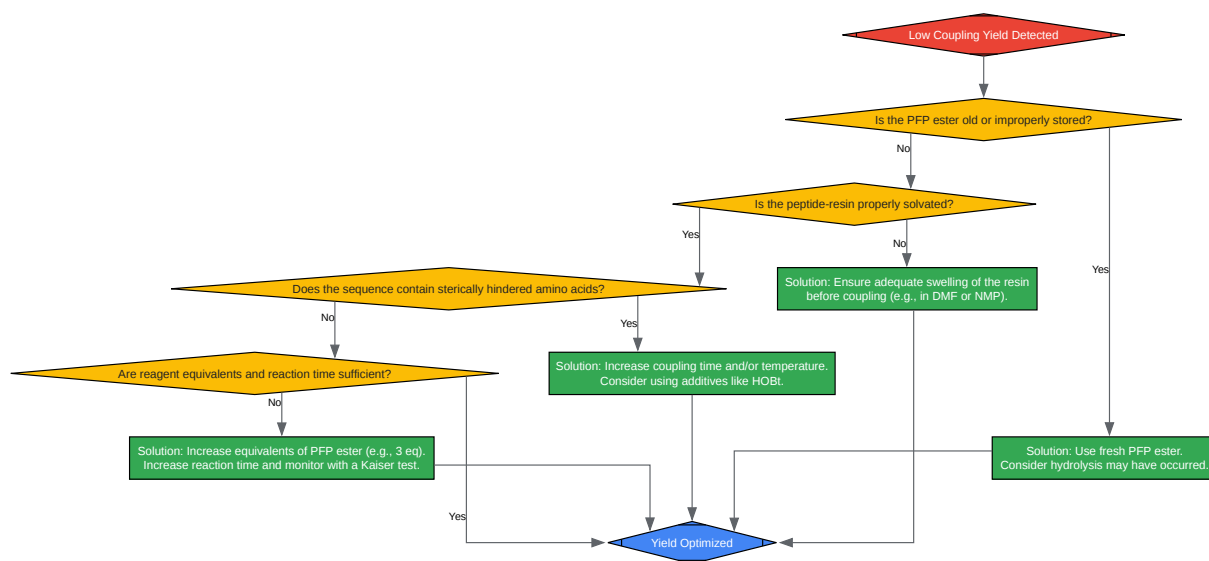 Low Coupling Yield Detected
Is the PFP ester old or improperly stored?
No
Is the peptide-resin properly solvated?
Yes
No
Yes
Solution: Ensure adequate swelling of the resin
before coupling (e.g., in DMF or NMP).
Does the sequence contain sterically hindered amino acids?
No
Yes
Solution: Increase coupling time and/or temperature.
Consider using additives like HOBt.
Are reagent equivalents and reaction time sufficient?
No
Solution: Increase equivalents of PFP ester (e.g., 3 eq).
Increase reaction time and monitor with a Kaiser test.
Solution: Use fresh PFP ester.
Consider hydrolysis may have occurred.
Yes
Yield Optimized